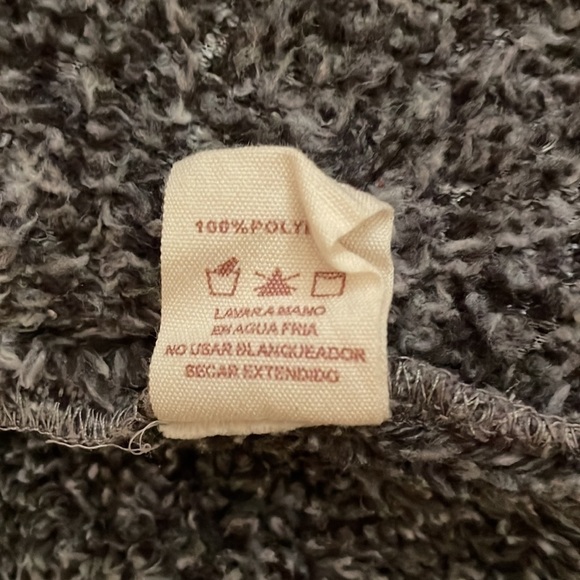 100%POLY
LAVAR A MANO
EN AGUA FRIA
NO USAR BLANQUEADOR
SECAR EXTENDIDO